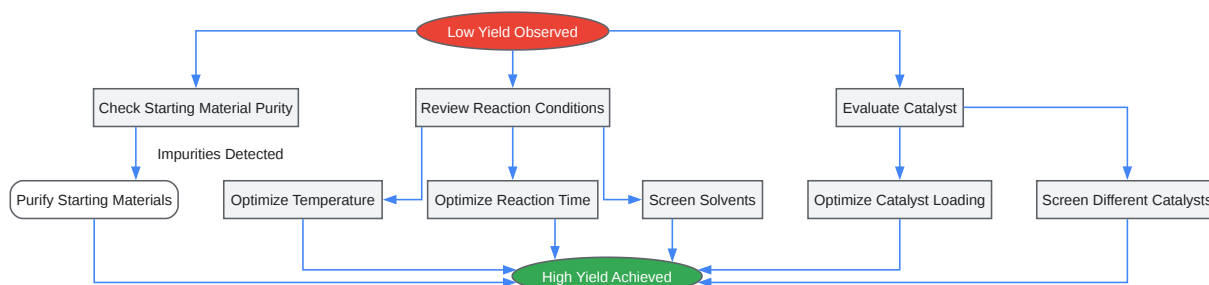 Low Yield Observed
Check Starting Material Purity
Review Reaction Conditions
Evaluate Catalyst
Impurities Detected
Purify Starting Materials
Optimize Temperature
Optimize Reaction Time
Screen Solvents
Optimize Catalyst Loading
Screen Different Catalysts
High Yield Achieved